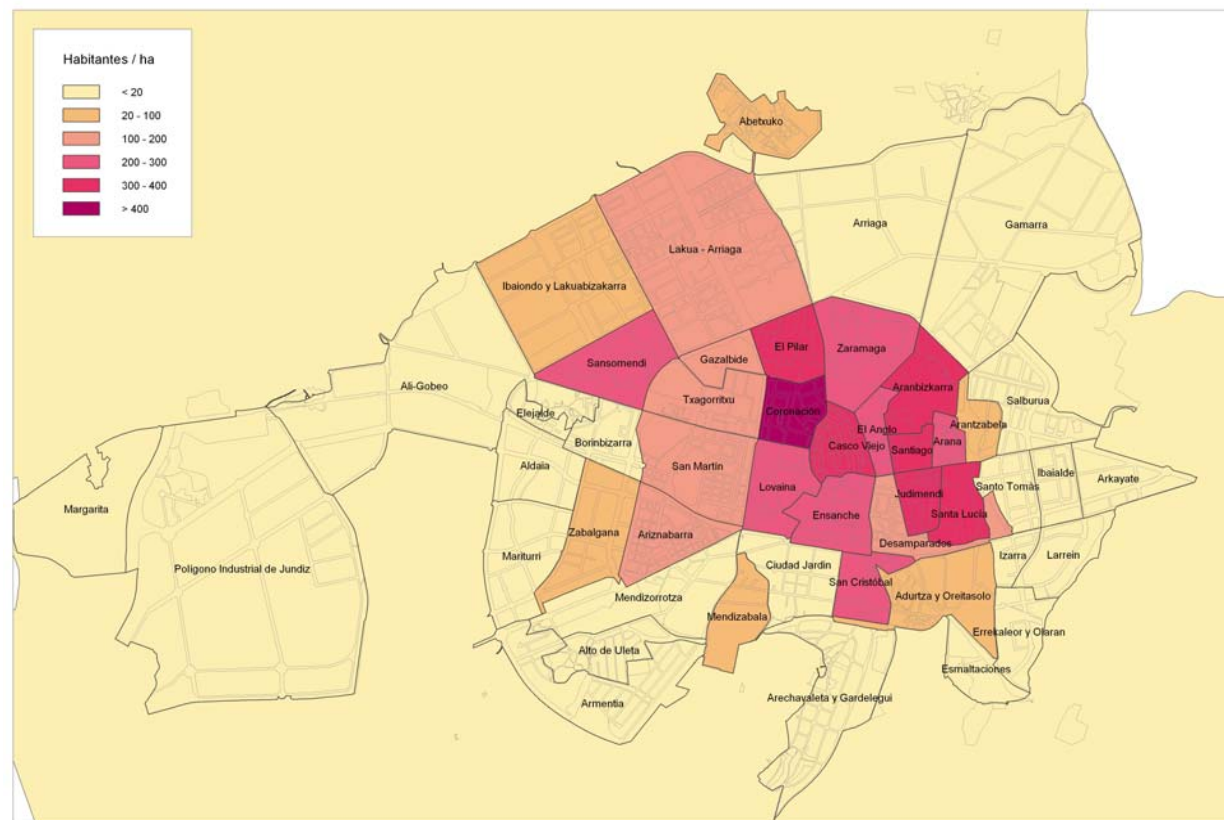 Habitantes / ha
< 20
20 - 100
100 - 200
200 - 300
300 - 400
> 400
Abetxuko
Arriaga
Gamarra
Lakua - Arriaga
Ibaiondo y Lakuabizakarra
El Pilar
Zaramaga
Sansomendi
Gazalbide
Ali-Gobeo
Aranbizkarra
Txagorritxu
Salburua
Coronación
Elejalde
Arantzabela
El Anglo
Borinbizarra
Arana
Casco Viejo
Santiago
Aldaia
San Martín
Ibaialde
Arkayate
Santo Tomás
Lovaina
Judimendi
Margarita
Ensanche
Santa Lucía
Zabalgana
Ariznabarra
Desamparados
Mariturri
Izarra
Larrein
Ciudad Jardin
Polígono Industrial de Jundiz
San Cristóbal
Mendizorrotza
Adurtza y Oreitasolo
Mendizabala
Errekaleor y Olaran
Alto de Uleta
Esmaltaciones
Arechavaleta y Gardelegui
Armentia